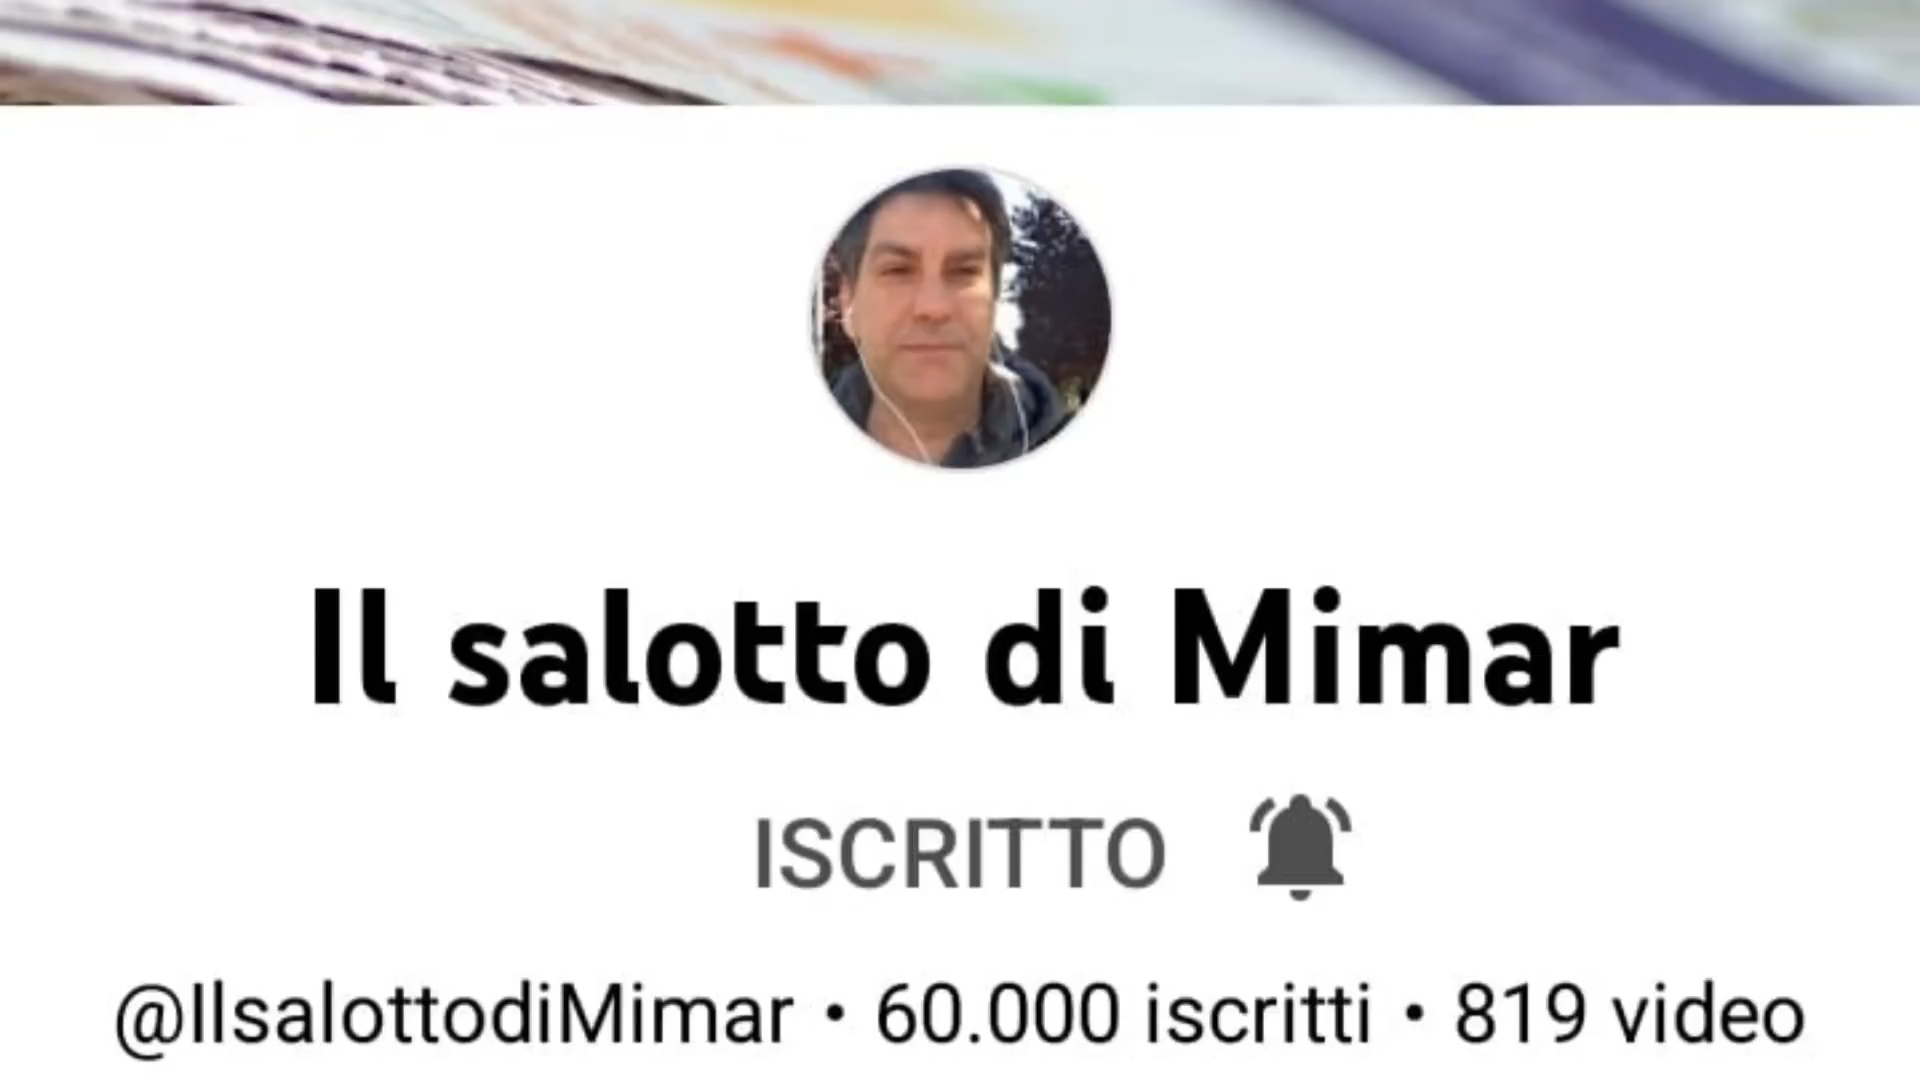 Il salotto di Mimar
ISCRITTO
@IlsalottodiMimar • 60.000 iscritti • 819 video